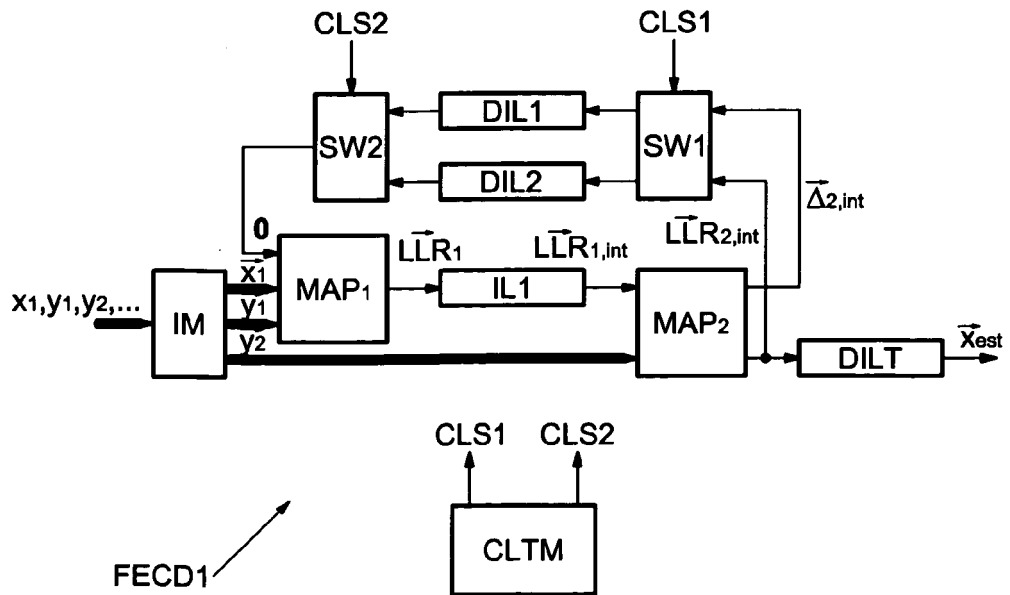 CLS2
CLS1
DIL1
SW2
SW1
DIL2
Δ2,int
0
LLR1
LLR1,int
LLR2,int
x1
MAP1
IL1
x1,y1,y2,...
IM
y1
MAP2
y2
xest
DILT
CLS1
CLS2
CLTM
FECD1